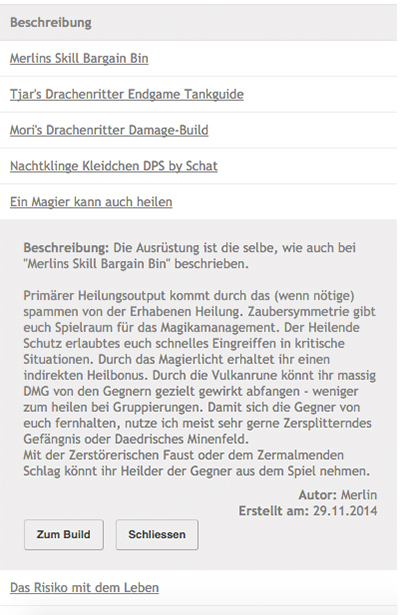 Beschreibung
Merlins Skill Bargain Bin
Tjar's Drachenritter Endgame Tankguide
Mori's Drachenritter Damage-Build
Nachtklinge Kleidchen DPS by Schat
Ein Magier kann auch heilen
Beschreibung: Die Ausrüstung ist die selbe, wie auch bei
"Merlins Skill Bargain Bin" beschrieben.
Primärer Heilungsoutput kommt durch das (wenn nötige)
spammen von der Erhabenen Heilung. Zaubersymmetrie gibt
euch Spielraum für das Magikamanagement. Der Heilende
Schutz erlaubtes euch schnelles Eingreiffen in kritische
Situationen. Durch das Magierlicht erhaltet ihr einen
indirekten Heilbonus. Durch die Vulkanrune könnt ihr massig
DMG von den Gegnern gezielt gewirkt abfangen - weniger
zum heilen bei Gruppierungen. Damit sich die Gegner von
euch fernhalten, nutze ich meist sehr gerne Zersplitterndes
Gefängnis oder Daedrisches Minenfeld.
Mit der Zerstörerischen Faust oder dem Zermalmenden
Schlag könnt ihr Heilder der Gegner aus dem Spiel nehmen.
Autor: Merlin
Erstellt am: 29.11.2014
Zum Build Schliessen
Das Risiko mit dem Leben